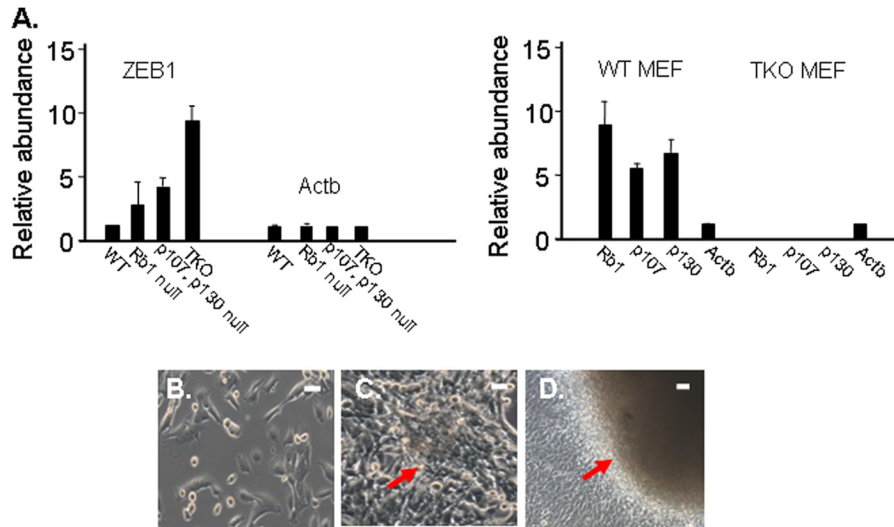 A.
Relative abundance
15
10
5
0
ZEB1
Actb
WT
Rb1 null
p107, p130 null
TKO
WT
Rb1 null
p107, p130 null
TKO
Relative abundance
15
10
5
0
WT MEF
TKO MEF
Rb1
p107
p130
Actb
Rb1
p107
p130
Actb
B.
C.
D.